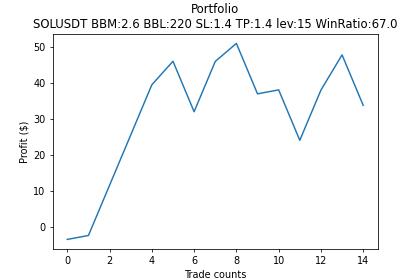 Portfolio
SOLUSDT BBM:2.6 BBL:220 SL:1.4 TP:1.4 lev:15 WinRatio:67.0
50
40
30
20
10
0
Profit ($)
0 2 4 6 8 10 12 14
Trade counts